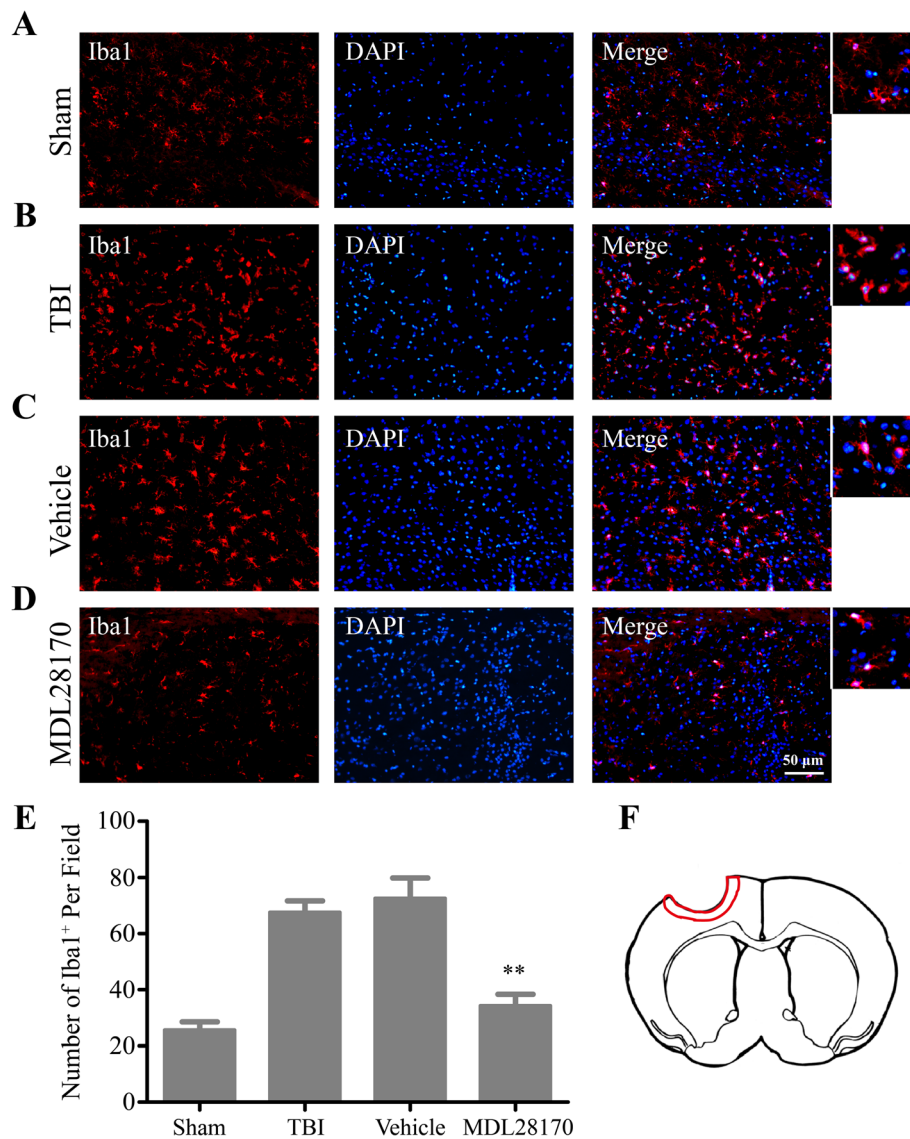 A
Sham
Iba1
DAPI
Merge
B
TBI
Iba1
DAPI
Merge
C
Vehicle
Iba1
DAPI
Merge
D
MDL28170
Iba1
DAPI
Merge
50 µm
E
Number of Iba1⁺ Per Field
100
80
60
40
20
0
**
Sham TBI Vehicle MDL28170
F